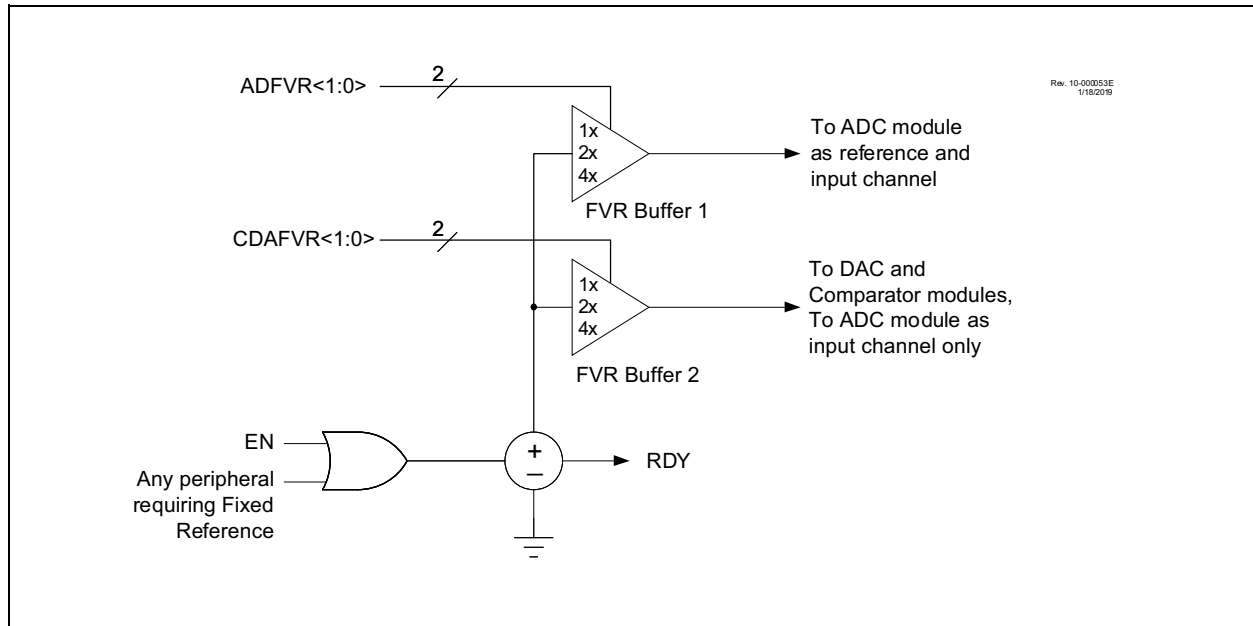 ADFVR<1:0>
2
Rev. 10-000053E
1/18/2019
1x
2x
4x
To ADC module
as reference and
input channel
FVR Buffer 1
CDAFVR<1:0>
2
1x
2x
4x
To DAC and
Comparator modules,
To ADC module as
input channel only
FVR Buffer 2
EN
Any peripheral
requiring Fixed
Reference
+
−
RDY